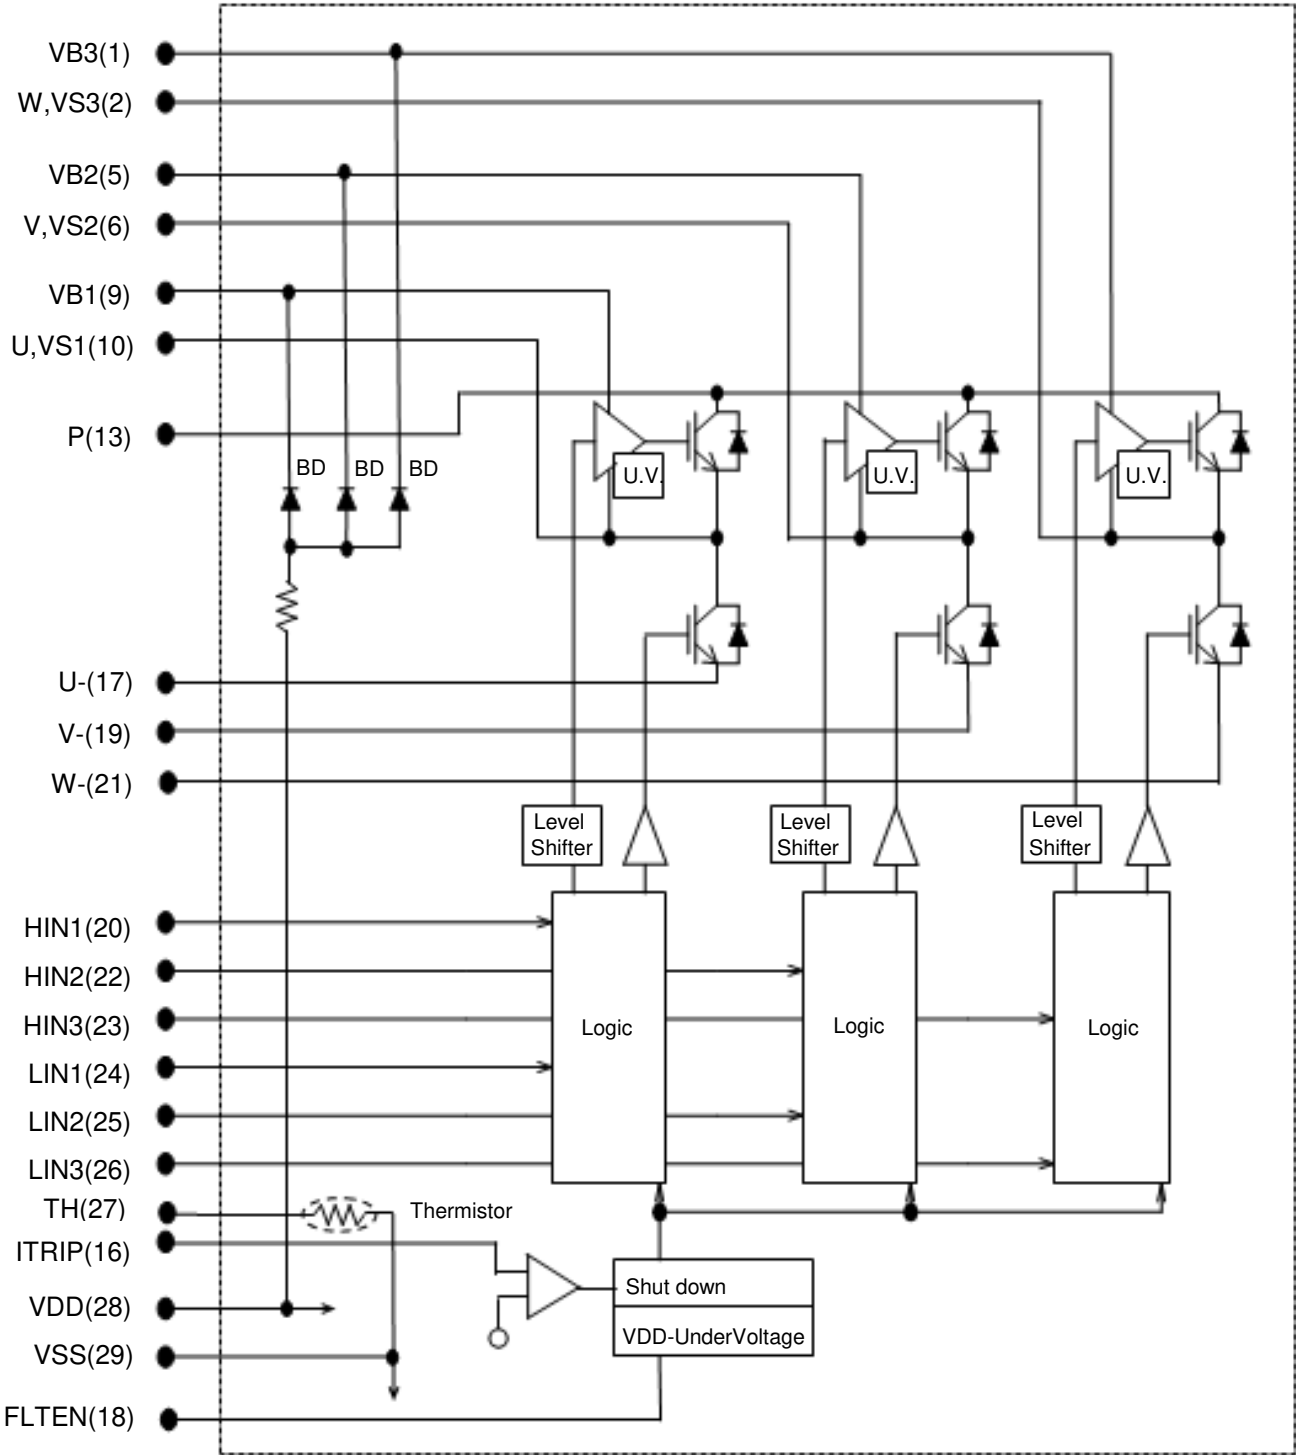 VB3(1)
W,VS3(2)
VB2(5)
V,VS2(6)
VB1(9)
U,VS1(10)
P(13)
BD
BD
BD
U.V.
U.V.
U.V.
U-(17)
V-(19)
W-(21)
Level
Shifter
Level
Shifter
Level
Shifter
HIN1(20)
HIN2(22)
HIN3(23)
LIN1(24)
LIN2(25)
LIN3(26)
Logic
Logic
Logic
TH(27)
Thermistor
ITRIP(16)
VDD(28)
VSS(29)
FLTEN(18)
Shut down
VDD-UnderVoltage